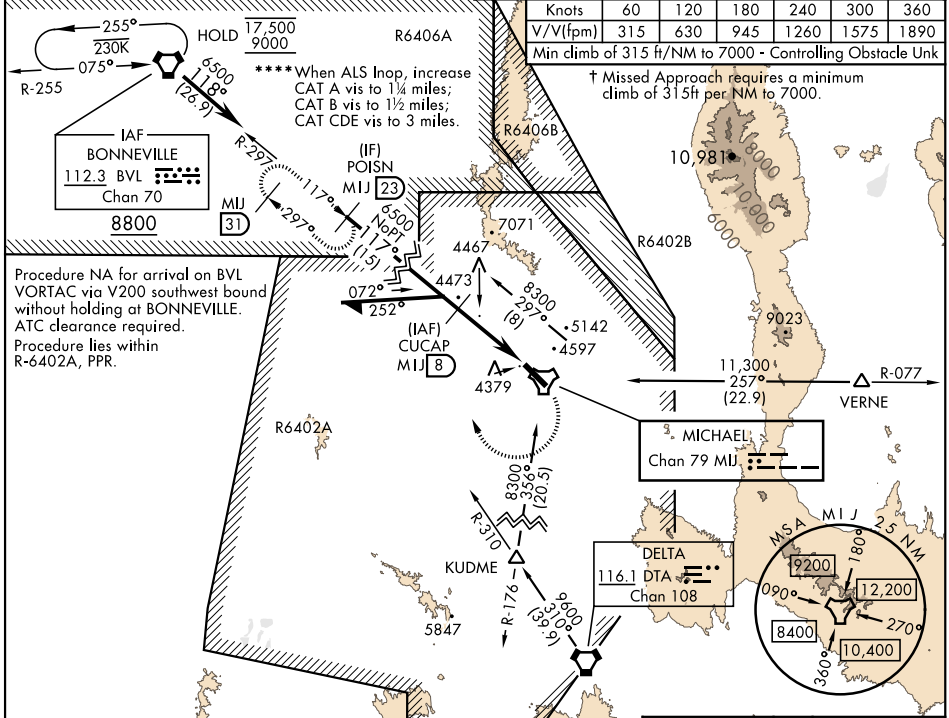 Knots 60 120 180 240 300 360
V/V(fpm) 315 630 945 1260 1575 1890
Min climb of 315 ft/NM to 7000 - Controlling Obstacle Unk
† Missed Approach requires a minimum
climb of 315ft per NM to 7000.
255°
230K
075°
R-255
HOLD 17,500
9000
R6406A
6500
118°
(26.9)
****When ALS Inop, increase
CAT A vis to 1¼ miles;
CAT B vis to 1½ miles;
CAT CDE vis to 3 miles.
IAF
BONNEVILLE
112.3 BVL
Chan 70
8800
R-297
(IF)
POISN
MIJ 23
117°
297°
MIJ
31
6500
NoPT
117°
(15)
R6406B
10,981
8000
10,000
6000
7071
4467
4473
R6402B
Procedure NA for arrival on BVL
VORTAC via V200 southwest bound
without holding at BONNEVILLE.
ATC clearance required.
Procedure lies within
R-6402A, PPR.
072°
252°
8300
297°
(8)
5142
4597
(IAF)
CUCAP
MIJ 8
4379
9023
11,300
257°
(22.9)
R-077
VERNE
R6402A
MICHAEL
Chan 79 MIJ
8300
356°
(20.5)
R-310
KUDME
R-176
9600
310°
(39.9)
DELTA
116.1 DTA
Chan 108
5847
MSA MIJ 25 NM
180°
9200
12,200
090°
270°
8400
10,400
360°